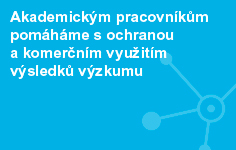 Akademickým pracovníkům
pomáháme s ochranou
a komerčním využitím
výsledků výzkumu